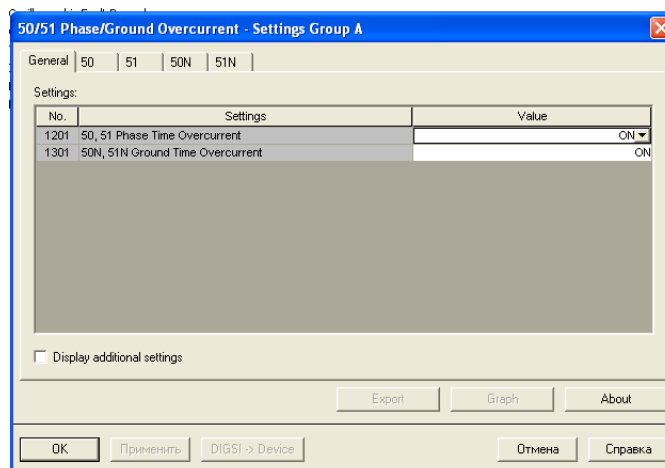 50/51 Phase/Ground Overcurrent - Settings Group A
General 50 51 50N 51N
Settings:
No. Settings Value
1201 50, 51 Phase Time Overcurrent ON
1301 50N, 51N Ground Time Overcurrent ON
Display additional settings
Export Graph About
OK Применить DIGSI -> Device Отмена Справка